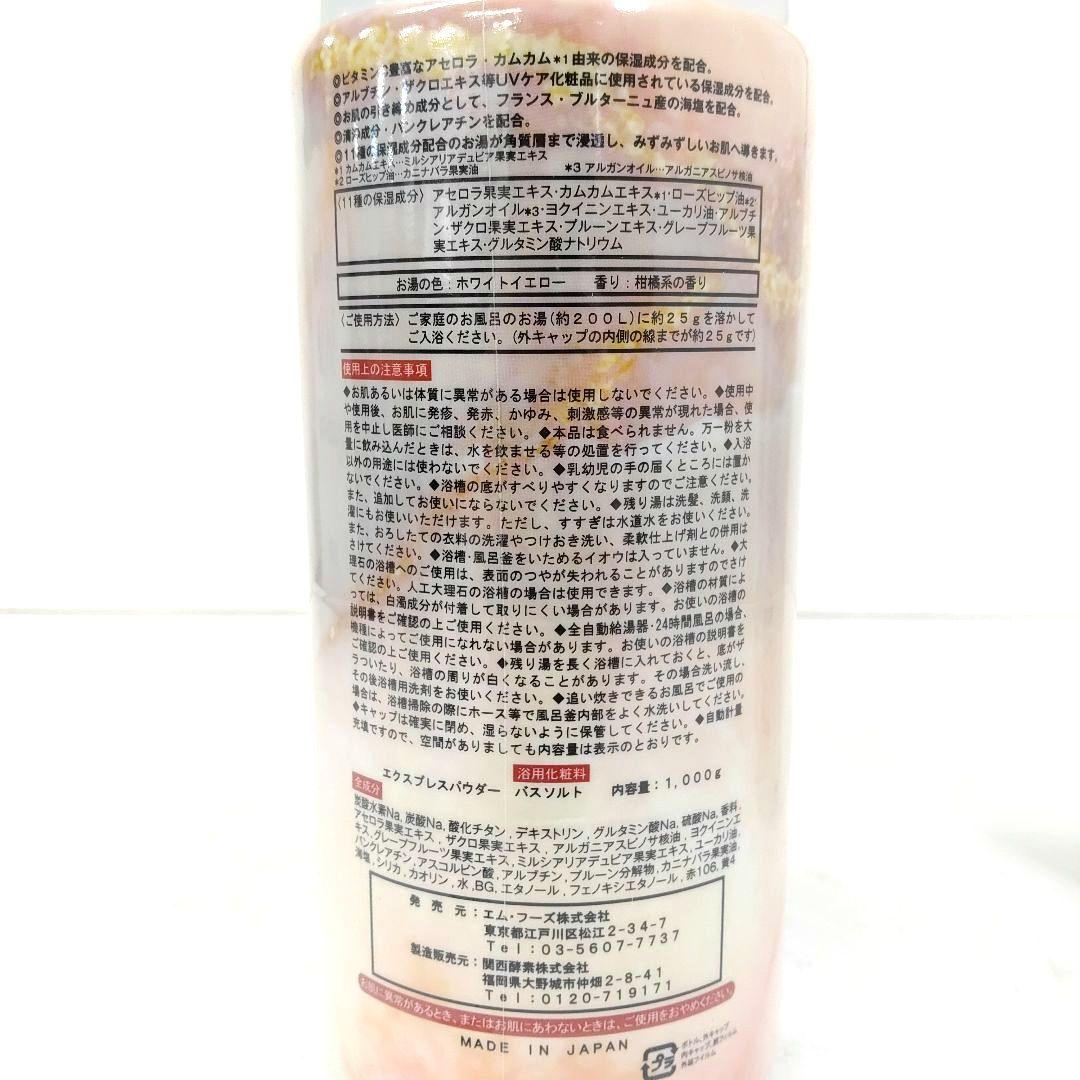 ◎ビタミンC豊富なアセロラ・カムカム*1由来の保湿成分を配合。
◎アルブチン・ザクロエキス等UVケア化粧品に使用されている保湿成分を配合。
◎お肌の引き締め成分として、フランス・ブルターニュ産の海塩を配合。
◎清浄成分・パンクレアチンを配合。
◎11種の保湿成分配合のお湯が角質層まで浸透し、みずみずしいお肌へ導きます。
*1 カムカムエキス…ミルシアリアデュビア果実エキス
*2 ローズヒップ油…カニナバラ果実油 *3 アルガンオイル…アルガニアスピノサ核油
〈11種の保湿成分〉アセロラ果実エキス・カムカムエキス*1・ローズヒップ油*2・
アルガンオイル*3・ヨクイニンエキス・ユーカリ油・アルブチ
ン・ザクロ果実エキス・プルーンエキス・グレープフルーツ果
実エキス・グルタミン酸ナトリウム
お湯の色：ホワイトイエロー 香り：柑橘系の香り
〈ご使用方法〉ご家庭のお風呂のお湯(約200L)に約25gを溶かして
ご入浴ください。(外キャップの内側の線までが約25gです)
使用上の注意事項
◆お肌あるいは体質に異常がある場合は使用しないでください。◆使用中
や使用後、お肌に発疹、発赤、かゆみ、刺激感等の異常が現れた場合、使
用を中止し医師にご相談ください。◆本品は食べられません。万一粉を大
量に飲み込んだときは、水を飲ませる等の処置を行ってください。◆入浴
以外の用途には使わないでください。◆乳幼児の手の届くところには置か
ないでください。◆浴槽の底がすべりやすくなりますのでご注意ください。
また、追加してお使いにならないでください。◆残り湯は洗髪、洗顔、洗
濯にもお使いいただけます。ただし、すすぎは水道水をお使いください。
また、おろしたての衣料の洗濯やつけおき洗い、柔軟仕上げ剤との併用は
さけてください。◆浴槽・風呂釜をいためるイオウは入っていません。◆大
理石の浴槽へのご使用は、表面のつやが失われることがありますのでさけ
てください。人工大理石の浴槽の場合は使用できます。◆浴槽の材質によ
っては、白濁成分が付着して取りにくい場合があります。お使いの浴槽の
説明書をご確認の上ご使用ください。◆全自動給湯器・24時間風呂の場合、
機種によってご使用になれない場合があります。お使いの浴槽の説明書を
ご確認の上ご使用ください。◆残り湯を長く浴槽に入れておくと、底がザ
ラついたり、浴槽の周りが白くなることがあります。その場合洗い流し、
その後浴槽用洗剤をお使いください。◆追い炊きできるお風呂でご使用の
場合は、浴槽掃除の際にホース等で風呂釜内部をよく水洗いしてください。
◆キャップは確実に閉め、湿らないように保管してください。◆自動計量
充填ですので、空間がありましても内容量は表示のとおりです。
浴用化粧料
エクスプレスパウダー バスソルト 内容量：1,000g
全成分
炭酸水素Na, 炭酸Na, 酸化チタン, デキストリン, グルタミン酸Na, 硫酸Na, 香料,
アセロラ果実エキス, ザクロ果実エキス, アルガニアスピノサ核油, ヨクイニンエ
キス, グレープフルーツ果実エキス, ミルシアリアデュビア果実エキス, ユーカリ油,
パンクレアチン, アスコルビン酸, アルブチン, プルーン分解物, カニナバラ果実油,
海塩, シリカ, カオリン, 水, BG, エタノール, フェノキシエタノール, 赤106, 黄4
発売元：エム・フーズ株式会社
東京都江戸川区松江2-34-7
Tel：03-5607-7737
製造販売元：関西酵素株式会社
福岡県大野城市仲畑2-8-41
Tel：0120-719171
お肌に異常があるとき、またはお肌にあわないときは、ご使用をおやめください。
MADE IN JAPAN
プラ
ボトル,外キャップ
内キャップ,肩フィルム
外装フィルム